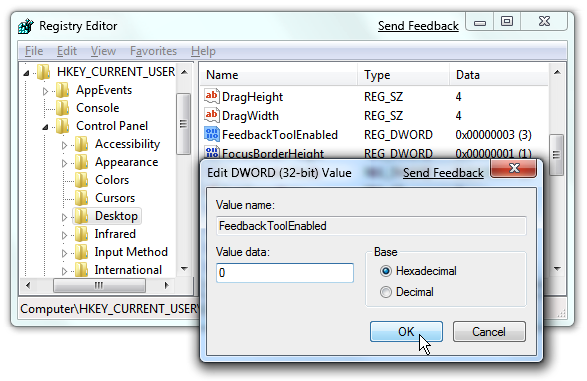 Registry Editor Send Feedback
File Edit View Favorites Help
HKEY_CURRENT_USER
AppEvents
Console
Control Panel
Accessibility
Appearance
Colors
Cursors
Desktop
Infrared
Input Method
International
Name Type Data
DragHeight REG_SZ 4
DragWidth REG_SZ 4
FeedbackToolEnabled REG_DWORD 0x00000003 (3)
FocusBorderHeight REG_DWORD 0x00000001 (1)
Computer\HKEY_CURRENT_USER\
Edit DWORD (32-bit) Value Send Feedback
Value name:
FeedbackToolEnabled
Value data:
0
Base
Hexadecimal
Decimal
OK Cancel